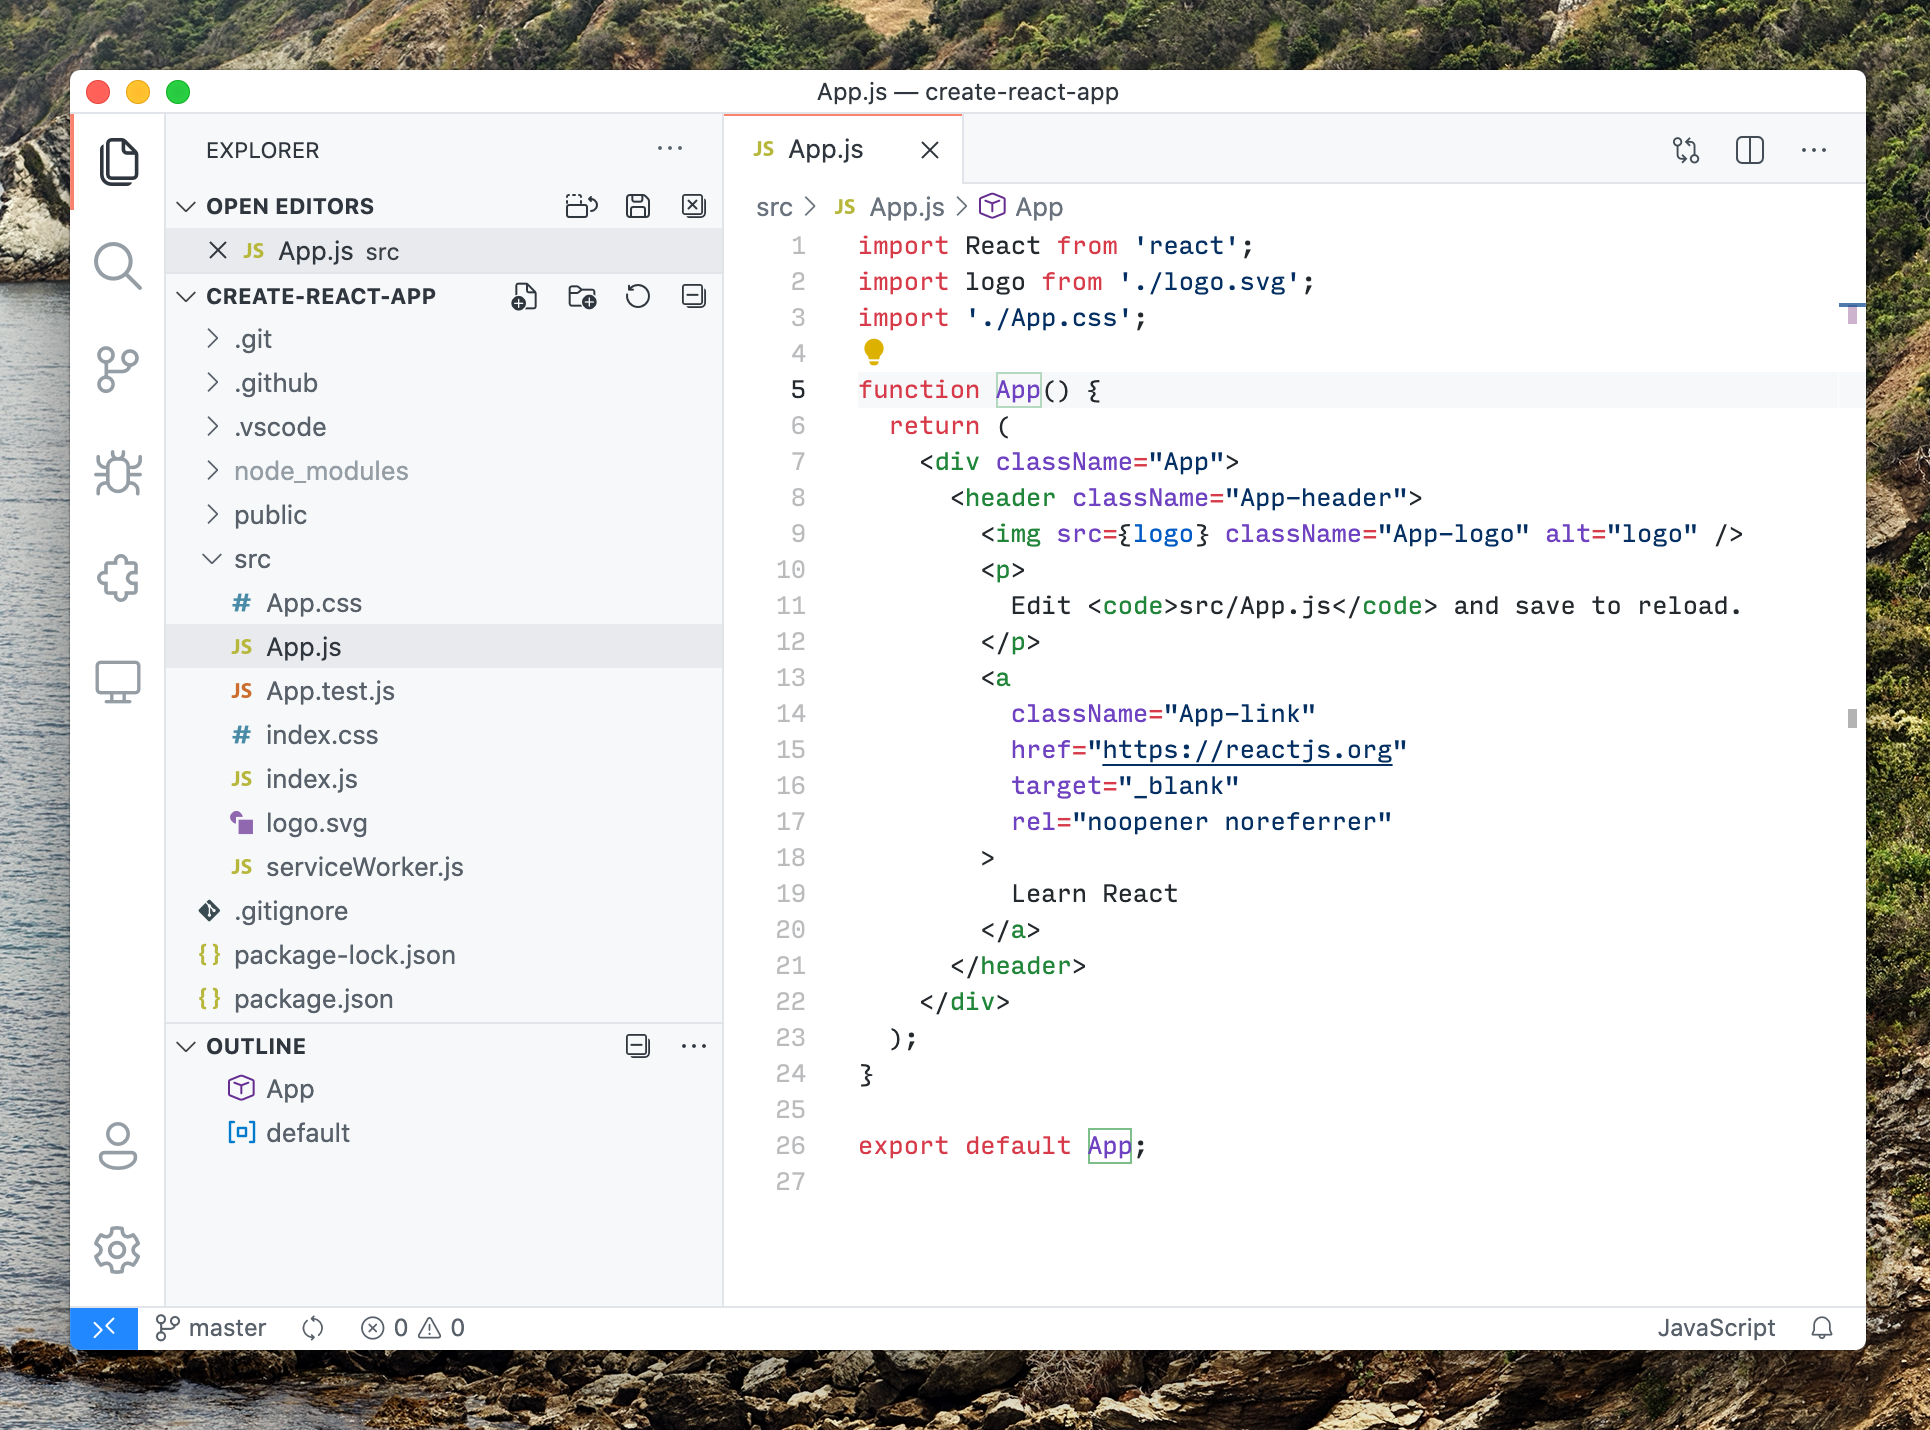 App.js — create-react-app
EXPLORER
OPEN EDITORS
JS App.js src
CREATE-REACT-APP
.git
.github
.vscode
node_modules
public
src
# App.css
JS App.js
JS App.test.js
# index.css
JS index.js
logo.svg
JS serviceWorker.js
.gitignore
{} package-lock.json
{} package.json
OUTLINE
App
default
JS App.js
src > JS App.js > App
1 import React from 'react';
2 import logo from './logo.svg';
3 import './App.css';
4
5 function App() {
6   return (
7     <div className="App">
8       <header className="App-header">
9         <img src={logo} className="App-logo" alt="logo" />
10         <p>
11           Edit <code>src/App.js</code> and save to reload.
12         </p>
13         <a
14           className="App-link"
15           href="https://reactjs.org"
16           target="_blank"
17           rel="noopener noreferrer"
18         >
19           Learn React
20         </a>
21       </header>
22     </div>
23   );
24 }
25
26 export default App;
27
master 0 0 JavaScript